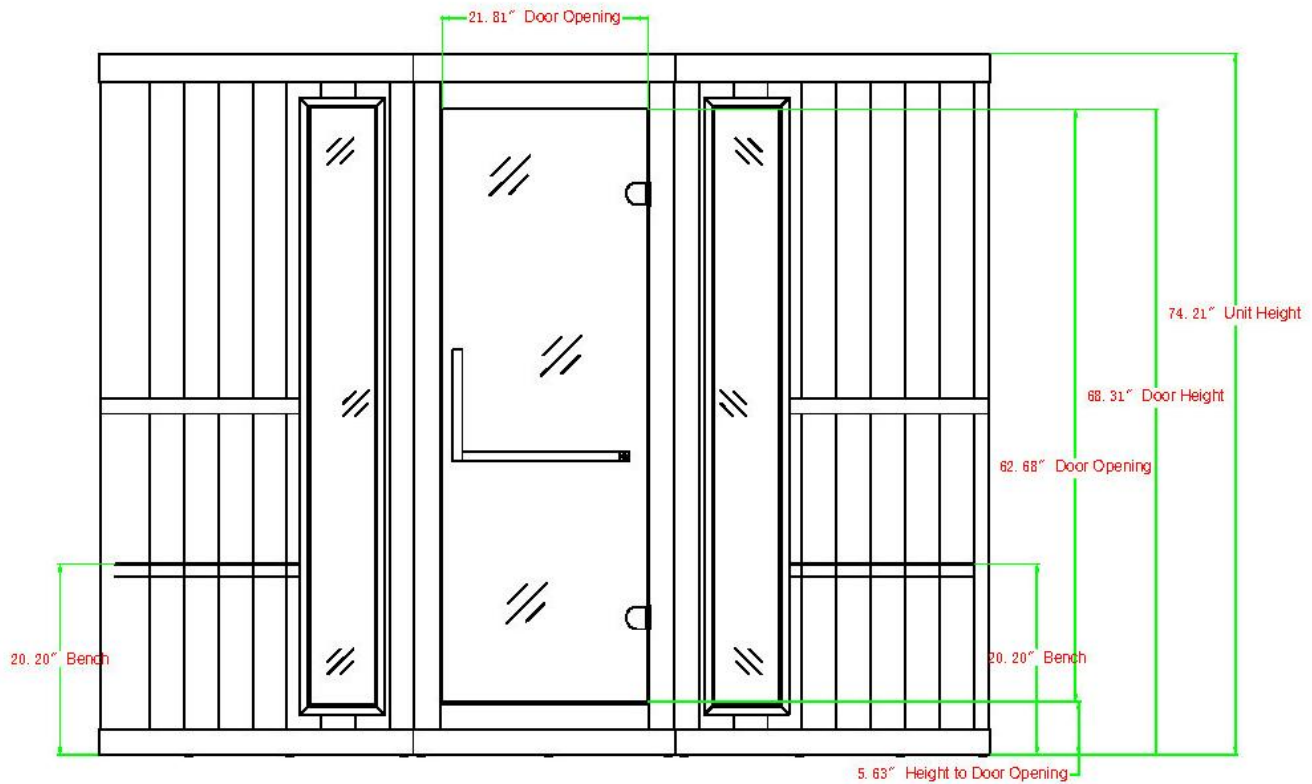 21.81" Door Opening
74.21" Unit Height
68.31" Door Height
62.68" Door Opening
20.20" Bench
20.20" Bench
5.63" Height to Door Opening